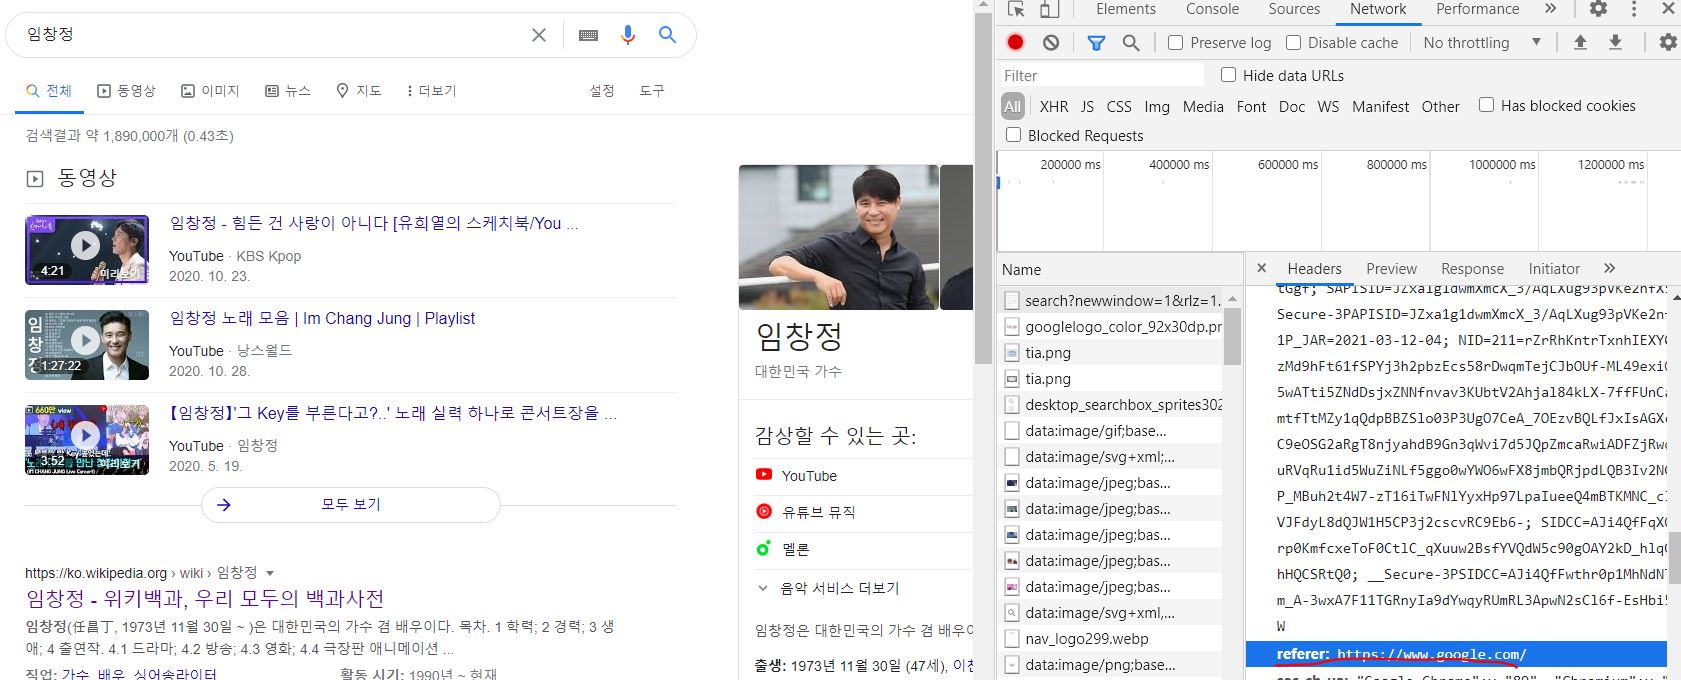 임창정
전체
동영상
이미지
뉴스
지도
더보기
설정
도구
검색결과 약 1,890,000개 (0.43초)
동영상
임창정 - 힘든 건 사랑이 아니다 [유희열의 스케치북/You ...
YouTube · KBS Kpop
2020. 10. 23.
4:21
미리보기
임창정 노래 모음 | Im Chang Jung | Playlist
YouTube · 낭스월드
2020. 10. 28.
임창정
1:27:22
【임창정】'그 Key를 부른다고?..' 노래 실력 하나로 콘서트장을 ...
YouTube · 임창정
2020. 5. 19.
660만 view
3:52
미리보기
모두 보기
https://ko.wikipedia.org › wiki › 임창정
임창정 - 위키백과, 우리 모두의 백과사전
임창정(任昌丁, 1973년 11월 30일 ~ )은 대한민국의 가수 겸 배우이다. 목차. 1 학력; 2 경력; 3 생
애; 4 출연작. 4.1 드라마; 4.2 방송; 4.3 영화; 4.4 극장판 애니메이션 ...
직업: 가수, 배우, 싱어송라이터
활동 시기: 1990년 ~ 현재
임창정
대한민국 가수
감상할 수 있는 곳:
YouTube
유튜브 뮤직
멜론
음악 서비스 더보기
임창정은 대한민국의 가수 겸 배우이
출생: 1973년 11월 30일 (47세), 이천
Elements
Console
Sources
Network
Performance
Preserve log
Disable cache
No throttling
Filter
Hide data URLs
All
XHR
JS
CSS
Img
Media
Font
Doc
WS
Manifest
Other
Has blocked cookies
Blocked Requests
200000 ms
400000 ms
600000 ms
800000 ms
1000000 ms
1200000 ms
Name
search?newwindow=1&rlz=1.
googlelogo_color_92x30dp.pn
tia.png
tia.png
desktop_searchbox_sprites302
data:image/gif;base...
data:image/svg+xml;...
data:image/jpeg;bas...
data:image/jpeg;bas...
data:image/jpeg;bas...
data:image/jpeg;bas...
data:image/jpeg;bas...
data:image/svg+xml,...
nav_logo299.webp
data:image/png;base...
Headers
Preview
Response
Initiator
tGgf; SAPISID=JZxa1g1dwmXmcX_3/AqLXug93pVKe2nfX
Secure-3PAPISID=JZxa1g1dwmXmcX_3/AqLXug93pVKe2n
1P_JAR=2021-03-12-04; NID=211=rZrRhKntrTxnhIEXY
zMd9hFt61fSPYj3h2pbzEcs58rDwqmTejCJbOUf-ML49exi
5wATti5ZNdDsjxZNNfnvav3KUbtV2Ahjal84kLX-7ffFUnC
mtfTtMZy1qQdpBBZSlo03P3UgO7CeA_7OEzvBQLfJxIsAGX
C9eOSG2aRgT8njyahdB9Gn3qWvi7d5JQpZmcaRwiADFZjRw
uRVqRu1id5WuZiNLf5ggo0wYWO6wFX8jmbQRjpdLQB3Iv2N
P_MBuh2t4W7-zT16iTwFNlYyxHp97LpaIueeQ4mBTKMNC_c
VJFdyL8dQJW1H5CP3j2cscvRC9Eb6-; SIDCC=AJi4QfFqX
rp0KmfcxeToF0CtlC_qXuuw2BsfYVQdW5c90gOAY2kD_hlq
hHQCSRtQ0; __Secure-3PSIDCC=AJi4QfFwthr0p1MhNdN
m_A-3wxA7F11TGRnyIa9dYwqyRUmRL3ApwN2sCl6f-EsHbi
W
referer: https://www.google.com/